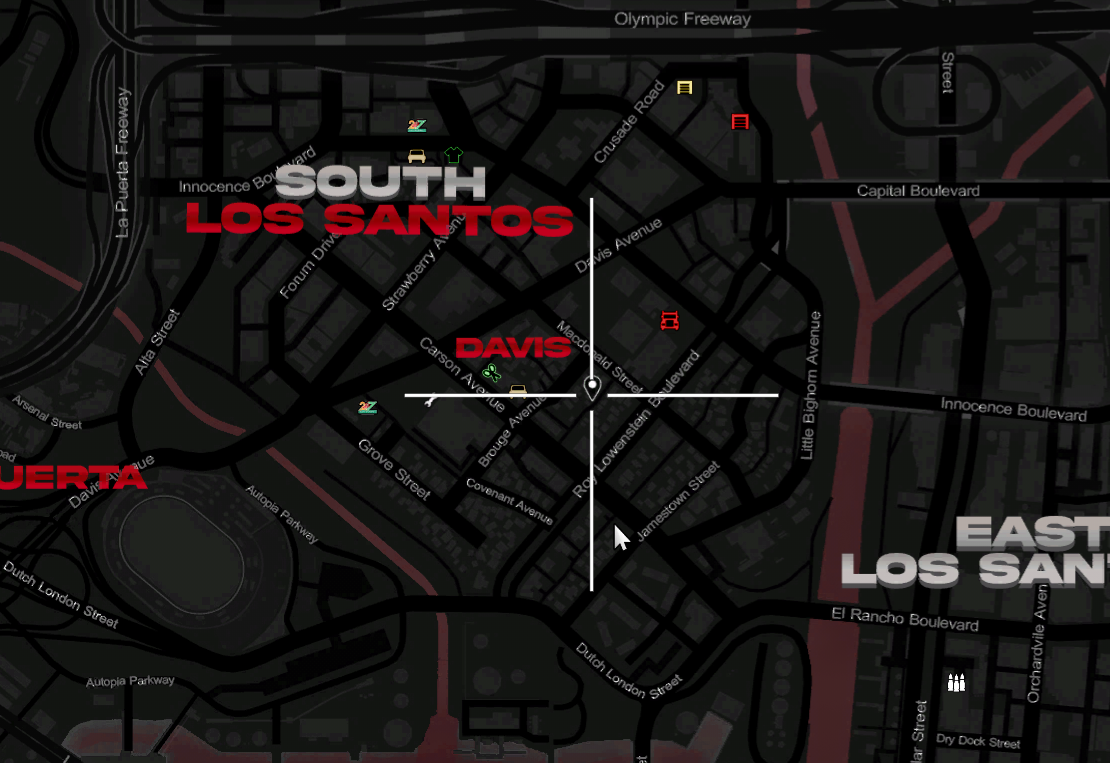 Olympic Freeway
Street
Crusade Road
La Puerta Freeway
Innocence Boulevard
Capital Boulevard
SOUTH
LOS SANTOS
Forum Drive
Strawberry Avenue
Davis Avenue
Alta Street
DAVIS
Macdonald Street
Carson Avenue
Little Bighorn Avenue
Arsenal Street
Innocence Boulevard
Brouge Avenue
Roy Lowenstein Boulevard
Grove Street
oad
UERTA
Davis Avenue
Covenant Avenue
Jamestown Street
Autopia Parkway
EAST
LOS SAN
Dutch London Street
El Rancho Boulevard
Orchardville Aven
Dutch London Street
Autopia Parkway
lar Street
Dry Dock Street